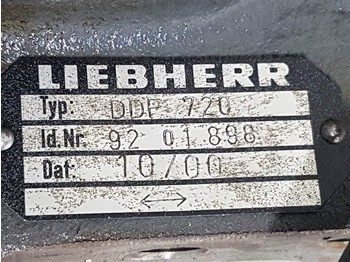 LIEBHERR
Typ: DDP 720
Id.Nr. 92 01 898
Dat: 10/00